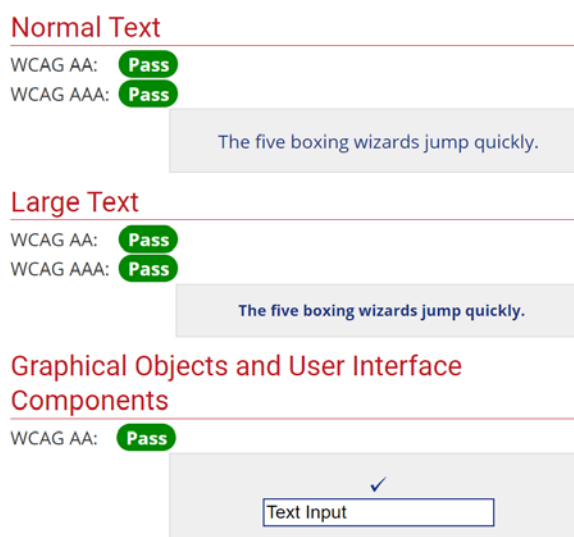 Normal Text
WCAG AA: Pass
WCAG AAA: Pass
The five boxing wizards jump quickly.
Large Text
WCAG AA: Pass
WCAG AAA: Pass
The five boxing wizards jump quickly.
Graphical Objects and User Interface
Components
WCAG AA: Pass
✓
Text Input